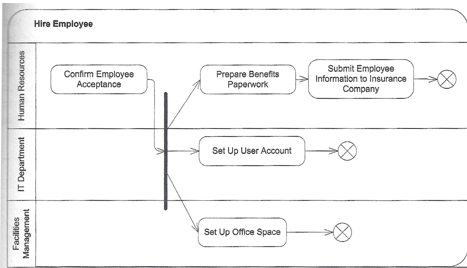 Hire Employee
Human Resources
Confirm Employee
Acceptance
Prepare Benefits
Paperwork
Submit Employee
Information to Insurance
Company
IT Department
Set Up User Account
Facilities
Management
Set Up Office Space